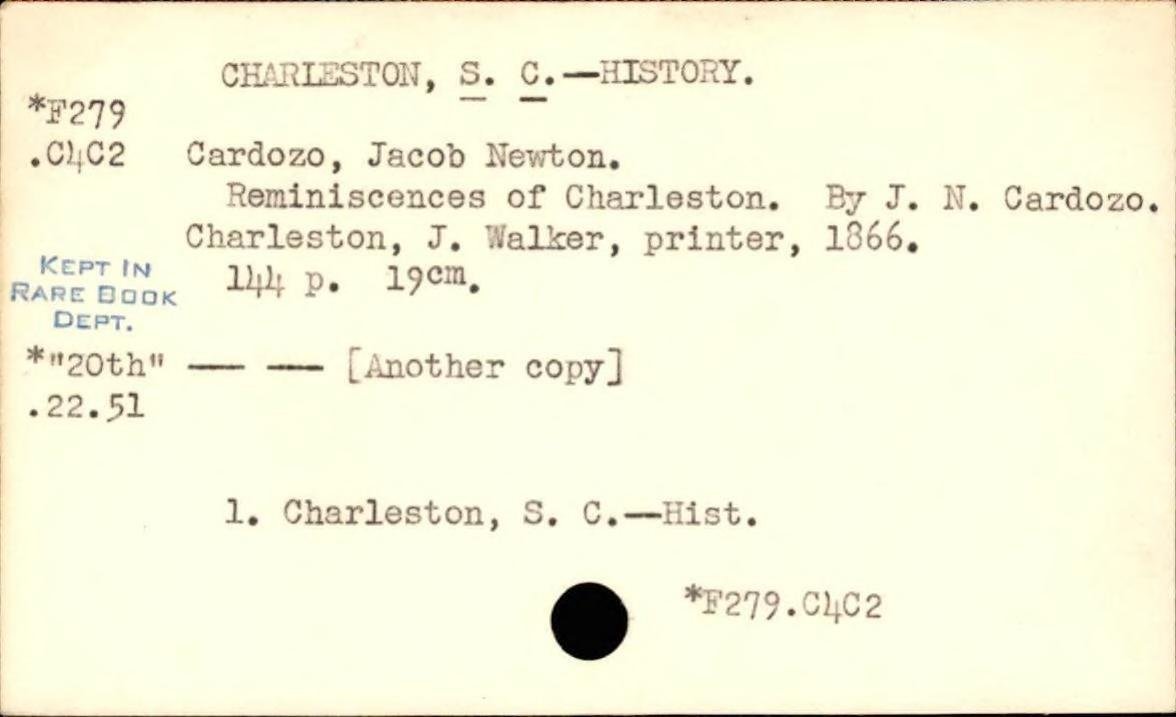 CHARLESTON, S. C.—HISTORY.
*F279
.C4C2 Cardozo, Jacob Newton.
Reminiscences of Charleston. By J. N. Cardozo.
Charleston, J. Walker, printer, 1866.
144 p. 19cm.
KEPT IN
RARE BOOK
DEPT.
*"20th" — — [Another copy]
.22.51
1. Charleston, S. C.—Hist.
*F279.C4C2